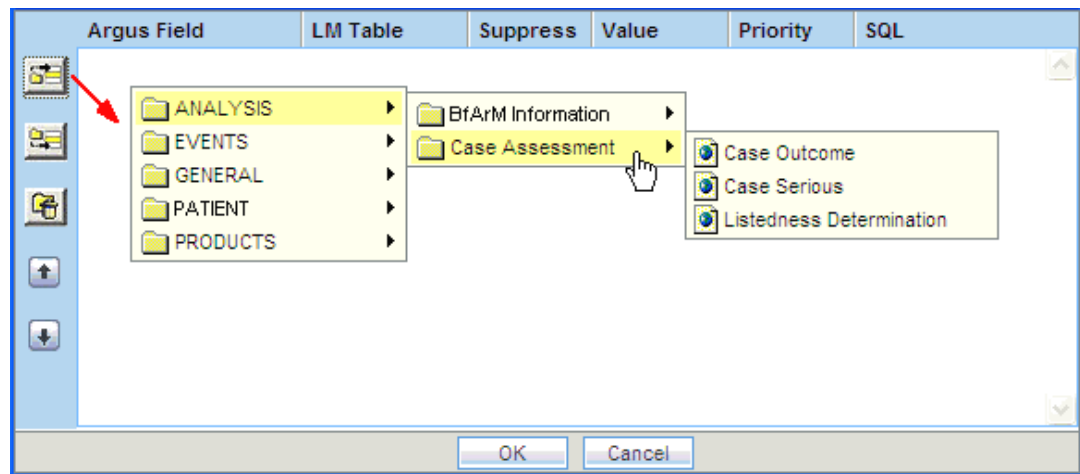 Argus Field LM Table Suppress Value Priority SQL
ANALYSIS
EVENTS
GENERAL
PATIENT
PRODUCTS
BfArM Information
Case Assessment
Case Outcome
Case Serious
Listedness Determination
OK Cancel